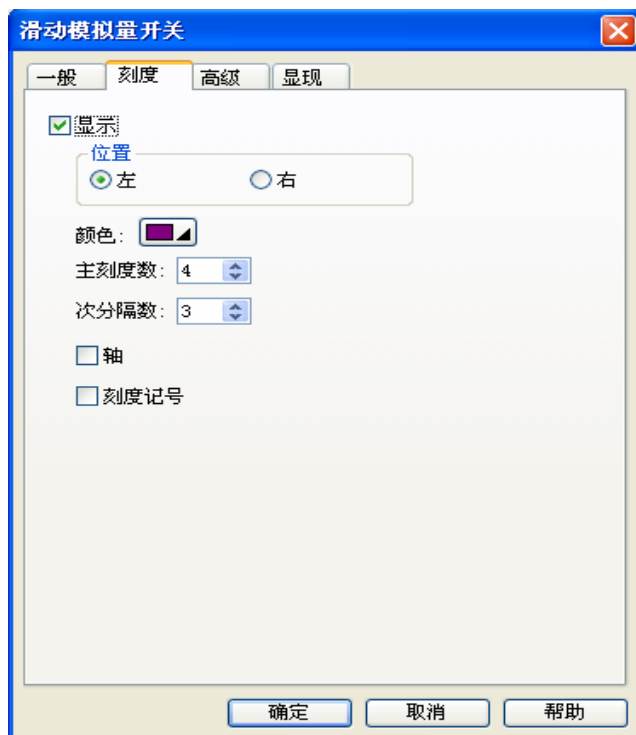 滑动模拟量开关
一般 刻度 高级 显现
显示
位置
左 右
颜色:
主刻度数: 4
次分隔数: 3
轴
刻度记号
确定 取消 帮助